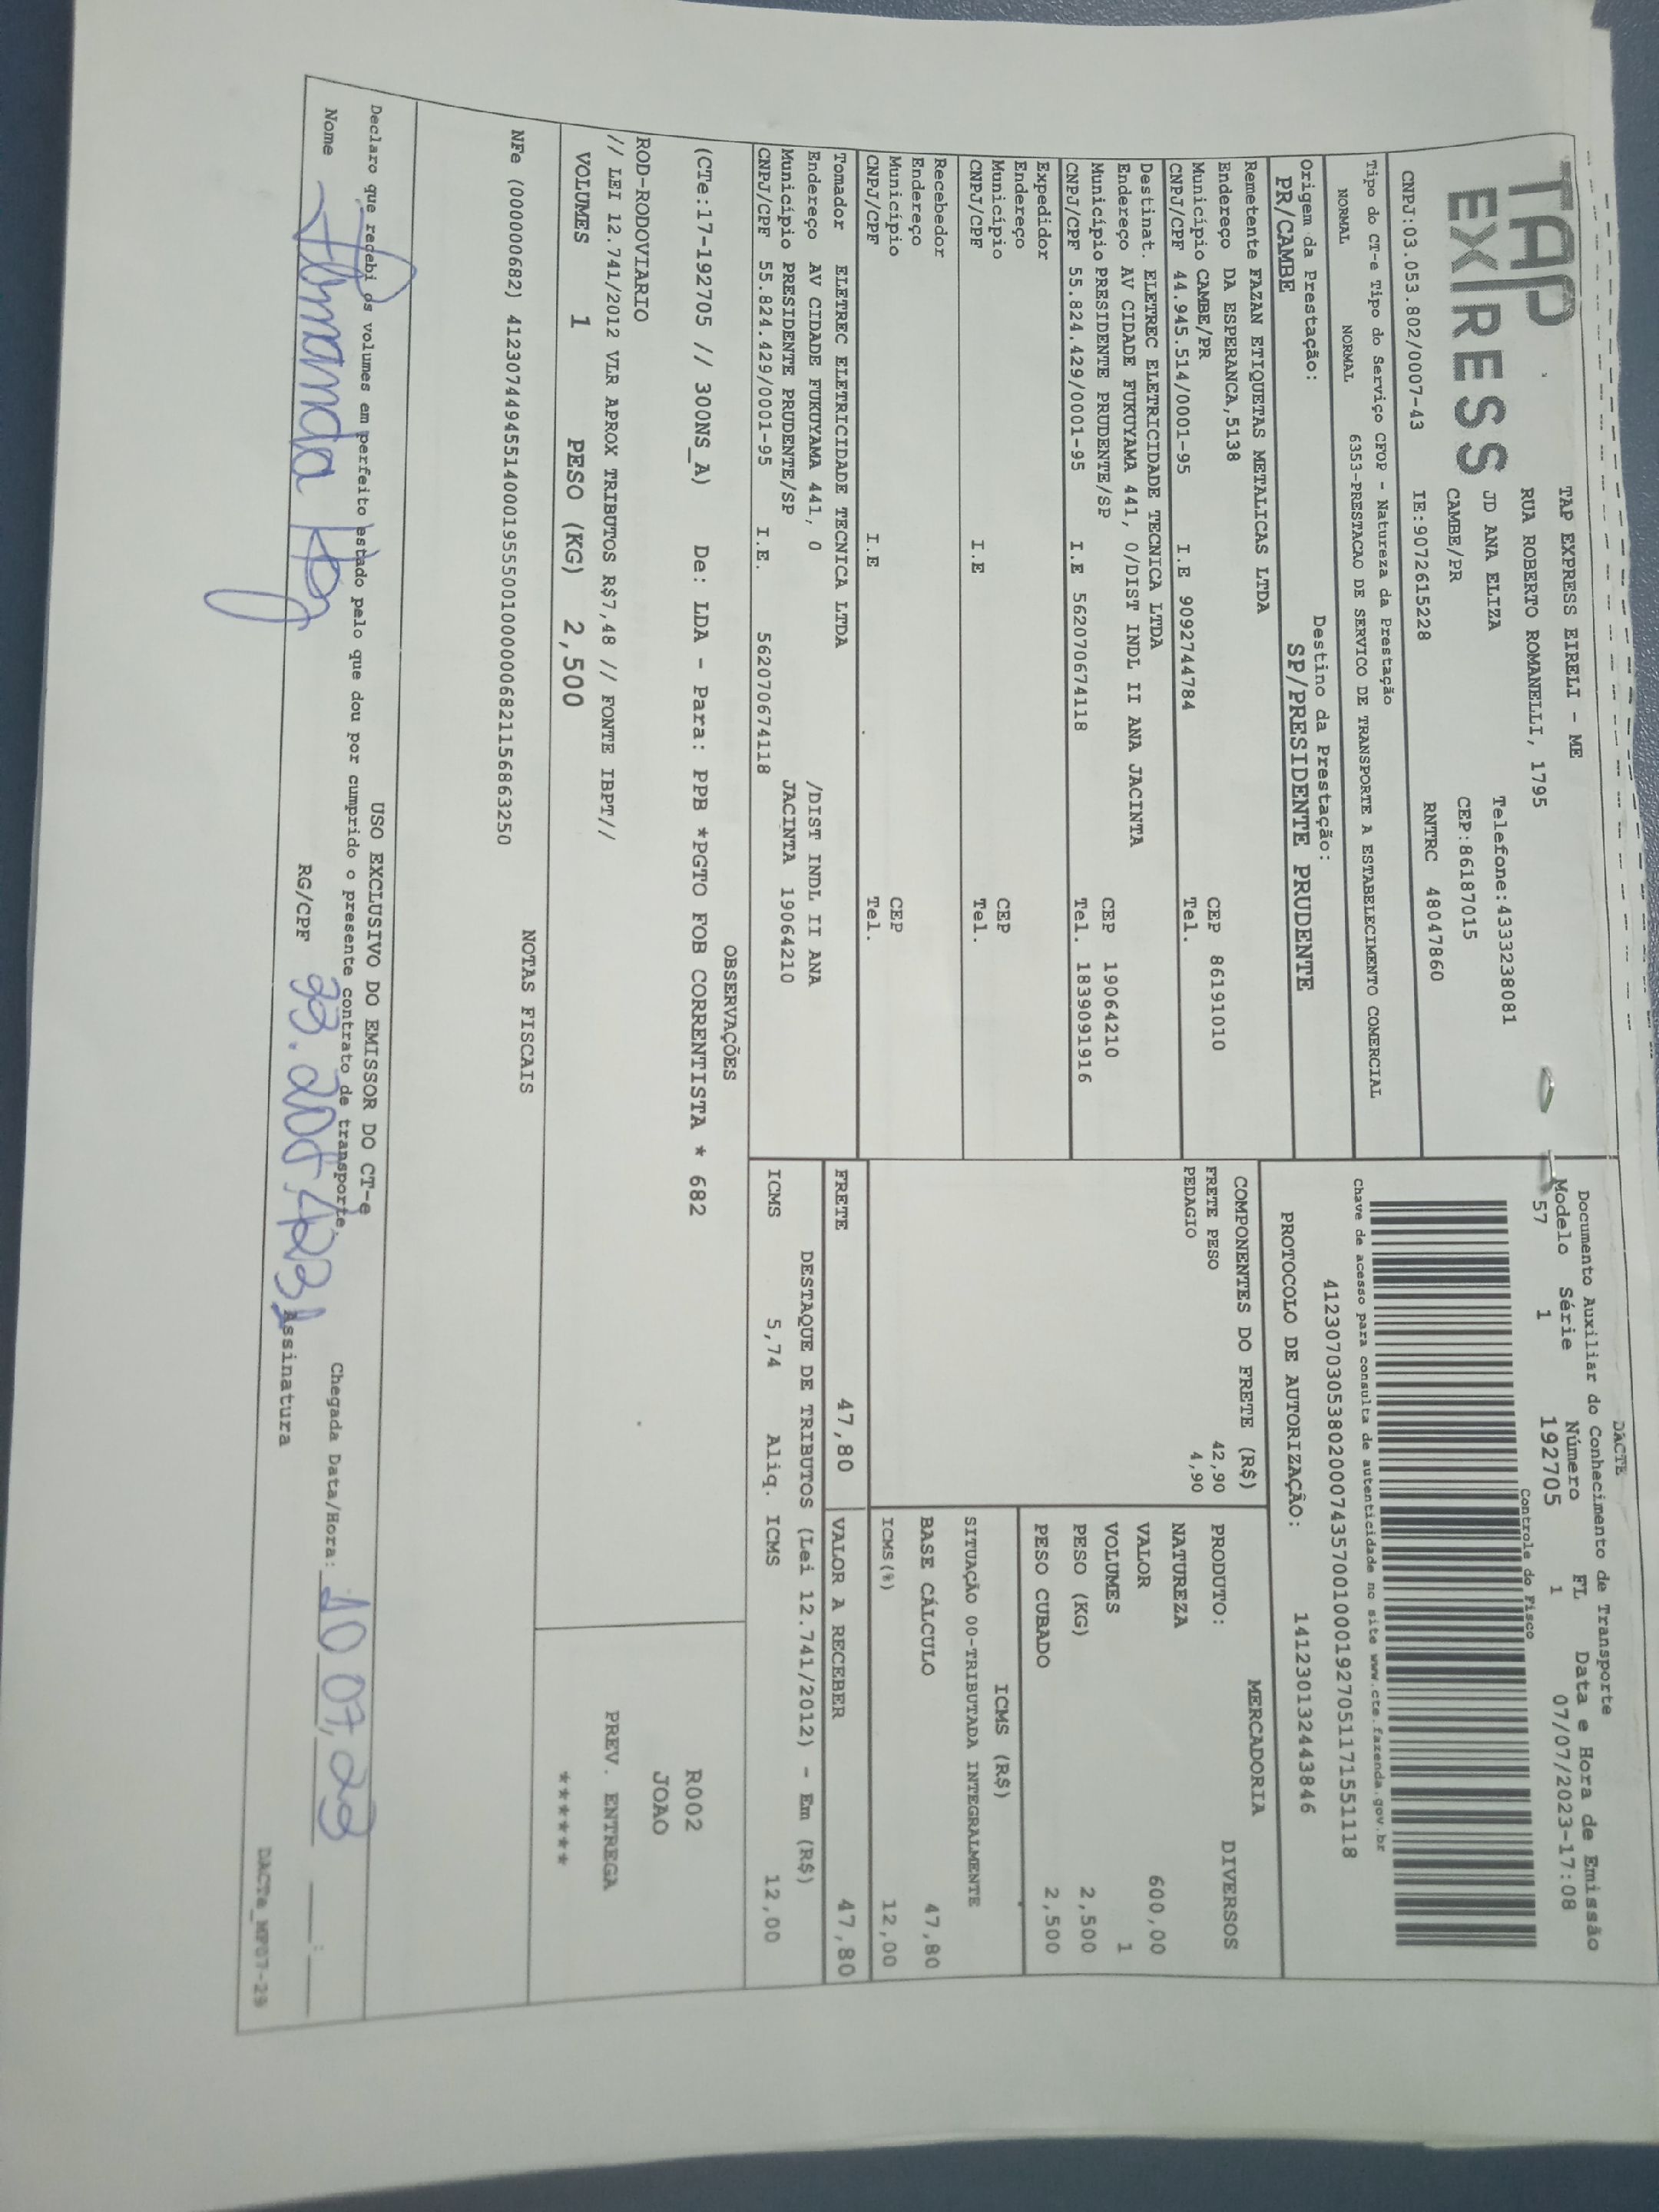 TAP
EXPRESS
TAP EXPRESS EIRELI - ME
RUA ROBERTO ROMANELLI, 1795
JD ANA ELIZA
Telefone:4333238081
CAMBE/PR
CEP:86187015
CNPJ:03.053.802/0007-43
IE:9072615228
RNTRC 48047860
DACTE
Documento Auxiliar do Conhecimento de Transporte
Modelo Série Número FL Data e Hora de Emissão
57 1 192705 1 07/07/2023-17:08
Controle do Fisco
Chave de acesso para consulta de autenticidade no site www.cte.fazenda.gov.br
41230703053802000743570010001927051171551118
PROTOCOLO DE AUTORIZAÇÃO: 141230132443846
Tipo do CT-e Tipo do Serviço CFOP - Natureza da Prestação
NORMAL NORMAL 6353-PRESTACAO DE SERVICO DE TRANSPORTE A ESTABELECIMENTO COMERCIAL
Origem da Prestação: Destino da Prestação:
PR/CAMBE SP/PRESIDENTE PRUDENTE
Remetente FAZAN ETIQUETAS METALICAS LTDA
Endereço DA ESPERANCA,5138
Município CAMBE/PR CEP 86191010
CNPJ/CPF 44.945.514/0001-95 I.E 9092744784 Tel.
Destinat. ELETREC ELETRICIDADE TECNICA LTDA
Endereço AV CIDADE FUKUYAMA 441, 0/DIST INDL II ANA JACINTA
Município PRESIDENTE PRUDENTE/SP CEP 19064210
CNPJ/CPF 55.824.429/0001-95 I.E 562070674118 Tel. 1839091916
Expedidor
Endereço
Município CEP
CNPJ/CPF I.E Tel.
Recebedor
Endereço
Município CEP
CNPJ/CPF I.E Tel.
Tomador ELETREC ELETRICIDADE TECNICA LTDA
Endereço AV CIDADE FUKUYAMA 441, 0 /DIST INDL II ANA
Município PRESIDENTE PRUDENTE/SP JACINTA 19064210
CNPJ/CPF 55.824.429/0001-95 I.E. 562070674118
COMPONENTES DO FRETE (R$)
FRETE PESO 42,90
PEDAGIO 4,90
MERCADORIA
PRODUTO: DIVERSOS
NATUREZA
VALOR 600,00
VOLUMES 1
PESO (KG) 2,500
PESO CUBADO 2,500
ICMS (R$)
SITUAÇÃO 00-TRIBUTADA INTEGRALMENTE
BASE CÁLCULO 47,80
ICMS(%) 12,00
FRETE 47,80 VALOR A RECEBER 47,80
DESTAQUE DE TRIBUTOS (Lei 12.741/2012) - Em (R$)
ICMS 5,74 Aliq. ICMS 12,00
OBSERVAÇÕES
(CTe:17-192705 // 300NS_A) De: LDA - Para: PPB *PGTO FOB CORRENTISTA * 682
R002
JOAO
ROD-RODOVIARIO
// LEI 12.741/2012 VLR APROX TRIBUTOS R$7,48 // FONTE IBPT//
PREV. ENTREGA
******
VOLUMES 1 PESO (KG) 2,500
NOTAS FISCAIS
NFe (000000682) 41230744945514000195550010000006821156863250
USO EXCLUSIVO DO EMISSOR DO CT-e
Declaro que recebi os volumes em perfeito estado pelo que dou por cumprido o presente contrato de transporte.
Chegada Data/Hora: 10 07, 23 __:__
Nome Amanda
RG/CPF
Assinatura
DACTe_MP07-29